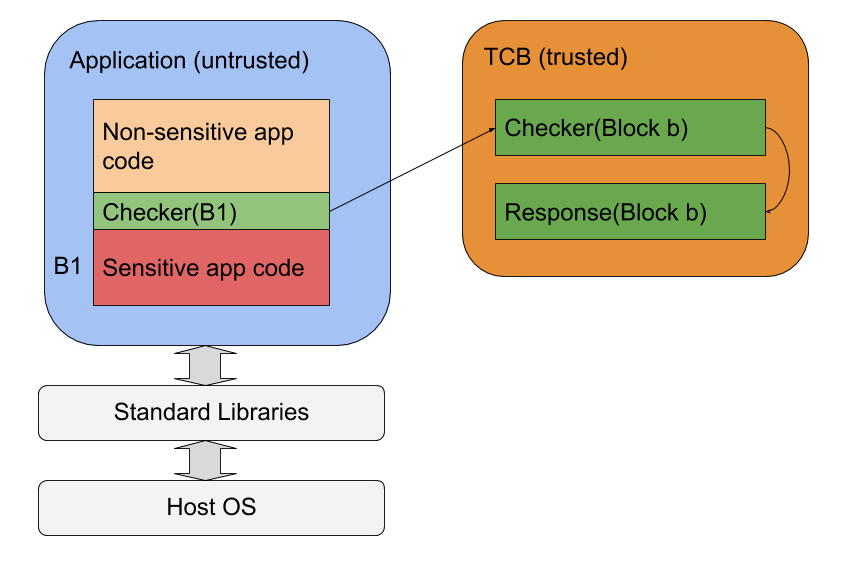 Application (untrusted)
Non-sensitive app
code
Checker(B1)
B1
Sensitive app code
TCB (trusted)
Checker(Block b)
Response(Block b)
Standard Libraries
Host OS